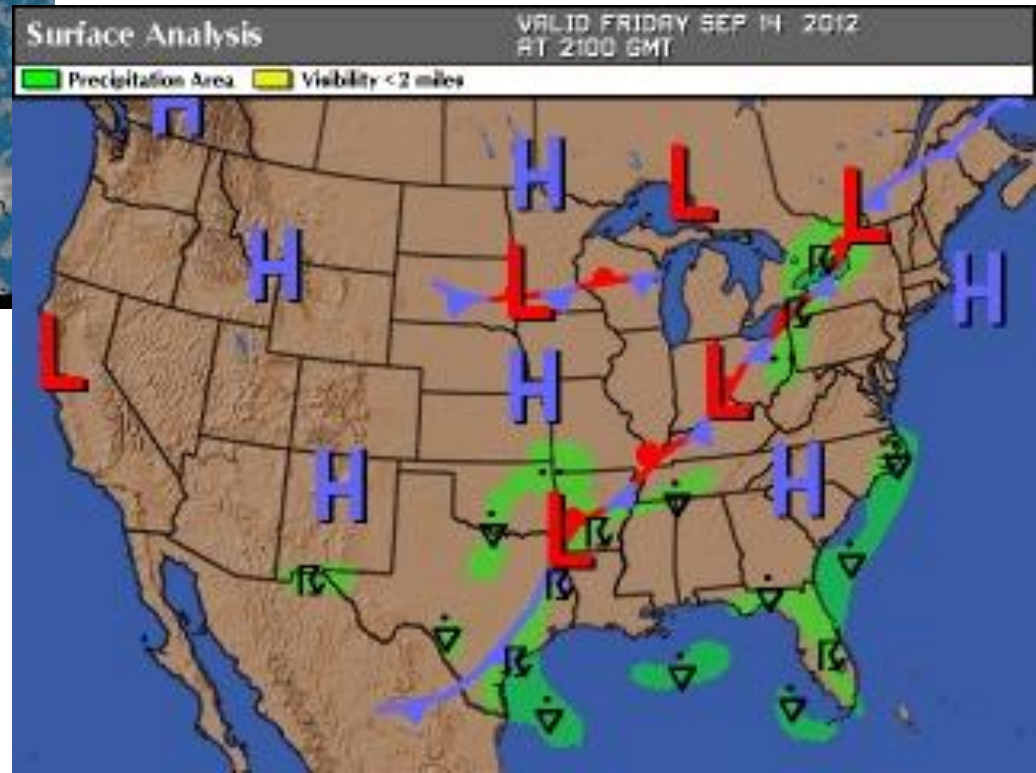 Surface Analysis
VALID FRIDAY SEP 14 2012
AT 2100 GMT
Precipitation Area Visibility <2 miles
H
H
L
L
H
L
H
L
H
L
H
H
L